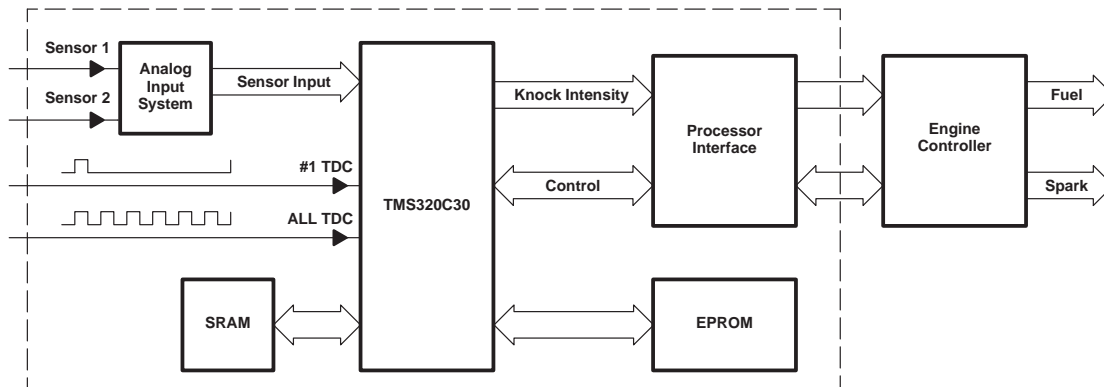 Sensor 1
Sensor 2
Analog
Input
System
Sensor Input
#1 TDC
ALL TDC
TMS320C30
Knock Intensity
Control
Processor
Interface
Engine
Controller
Fuel
Spark
SRAM
EPROM